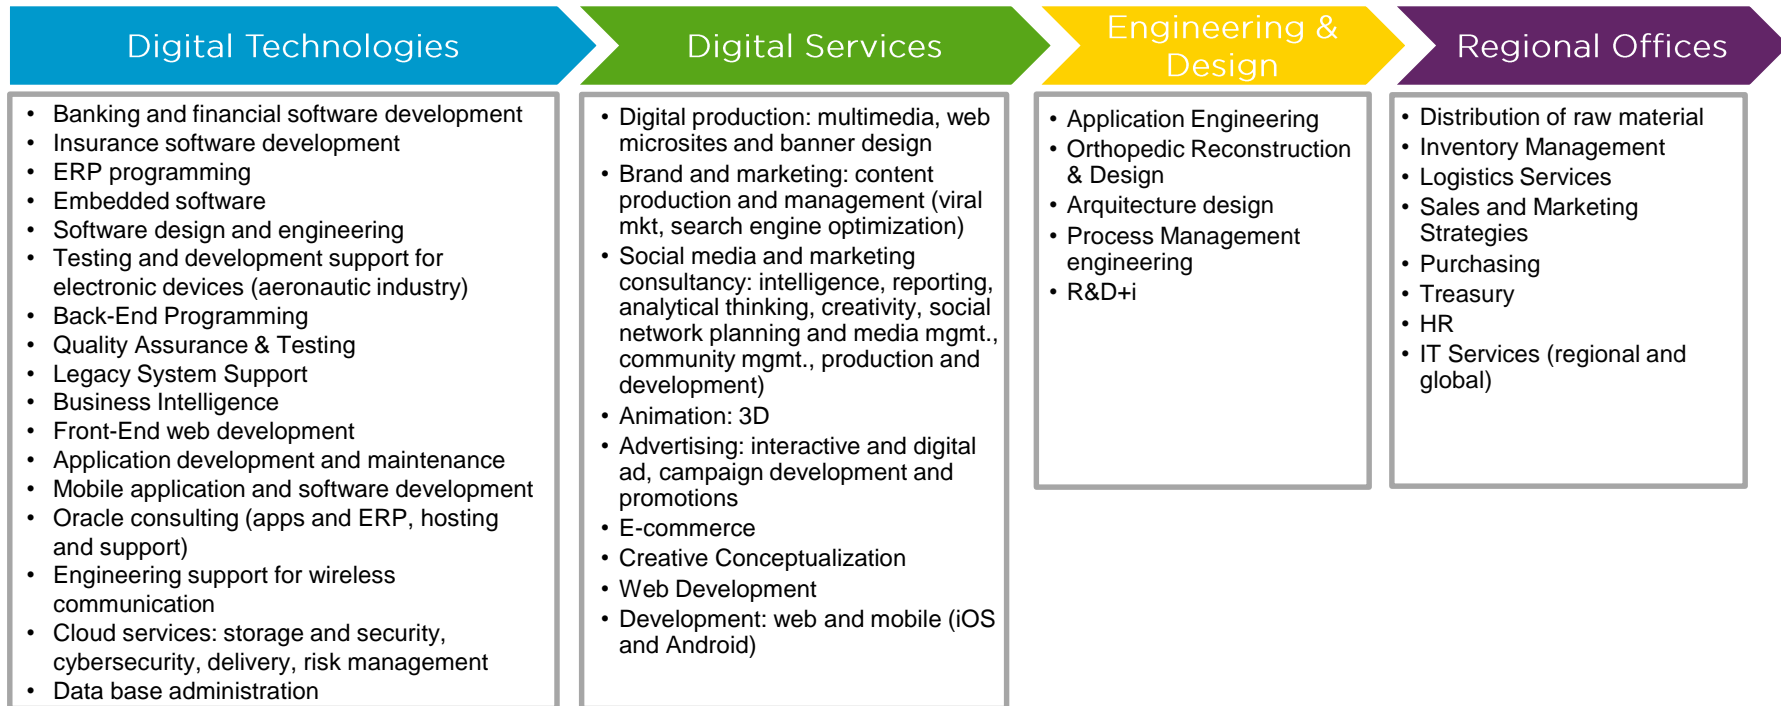 Digital Technologies
• Banking and financial software development
• Insurance software development
• ERP programming
• Embedded software
• Software design and engineering
• Testing and development support for
electronic devices (aeronautic industry)
• Back-End Programming
• Quality Assurance & Testing
• Legacy System Support
• Business Intelligence
• Front-End web development
• Application development and maintenance
• Mobile application and software development
• Oracle consulting (apps and ERP, hosting
and support)
• Engineering support for wireless
communication
• Cloud services: storage and security,
cybersecurity, delivery, risk management
• Data base administration
Digital Services
• Digital production: multimedia, web
microsites and banner design
• Brand and marketing: content
production and management (viral
mkt, search engine optimization)
• Social media and marketing
consultancy: intelligence, reporting,
analytical thinking, creativity, social
network planning and media mgmt.,
community mgmt., production and
development)
• Animation: 3D
• Advertising: interactive and digital
ad, campaign development and
promotions
• E-commerce
• Creative Conceptualization
• Web Development
• Development: web and mobile (iOS
and Android)
Engineering &
Design
• Application Engineering
• Orthopedic Reconstruction
& Design
• Arquitecture design
• Process Management
engineering
• R&D+i
Regional Offices
• Distribution of raw material
• Inventory Management
• Logistics Services
• Sales and Marketing
Strategies
• Purchasing
• Treasury
• HR
• IT Services (regional and
global)